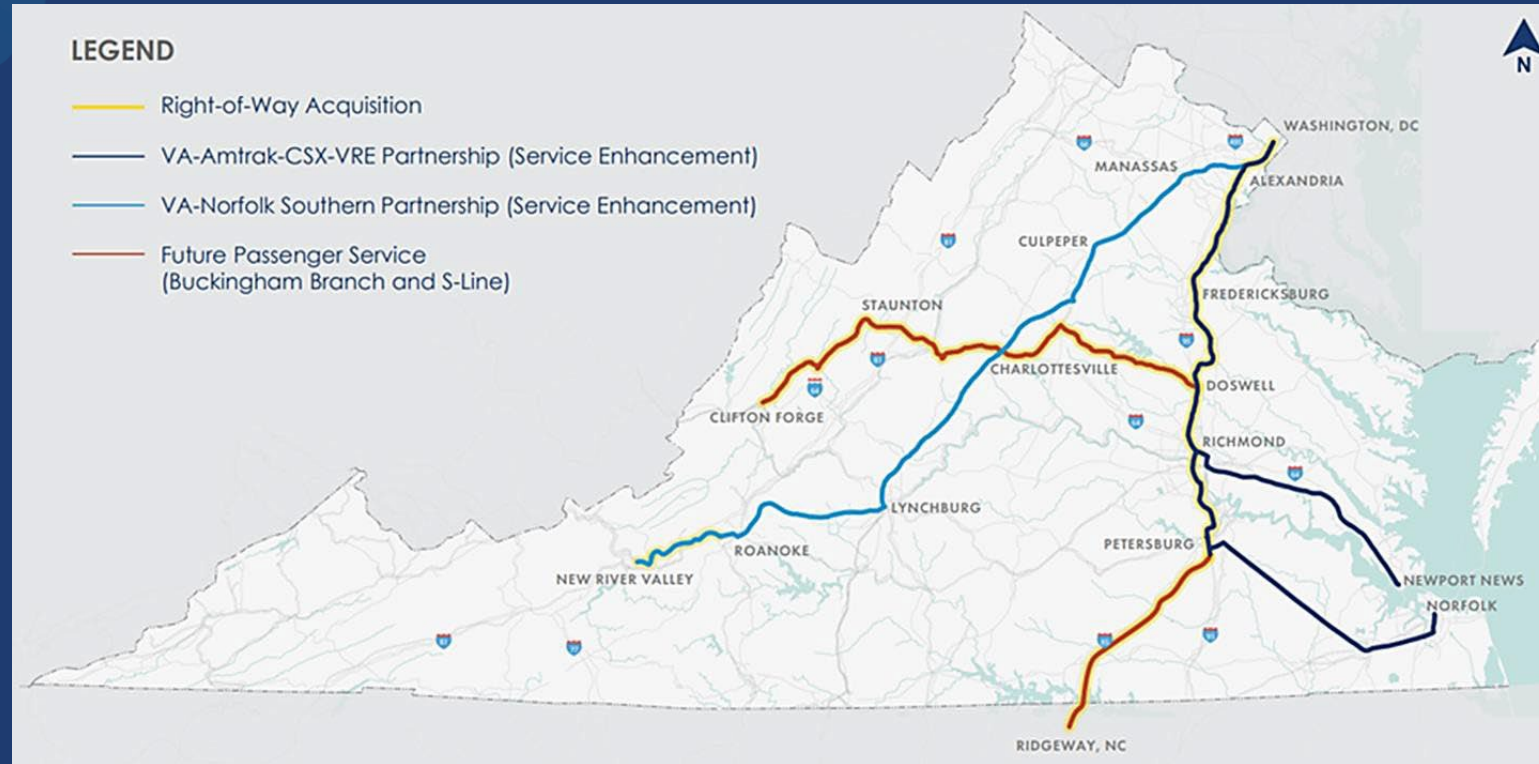 LEGEND
Right-of-Way Acquisition
VA-Amtrak-CSX-VRE Partnership (Service Enhancement)
VA-Norfolk Southern Partnership (Service Enhancement)
Future Passenger Service
(Buckingham Branch and S-Line)
N
WASHINGTON, DC
MANASSAS
ALEXANDRIA
CULPEPER
FREDERICKSBURG
STAUNTON
CHARLOTTESVILLE
DOSWELL
CLIFTON FORGE
RICHMOND
LYNCHBURG
PETERSBURG
ROANOKE
NEW RIVER VALLEY
NEWPORT NEWS
NORFOLK
RIDGEWAY, NC